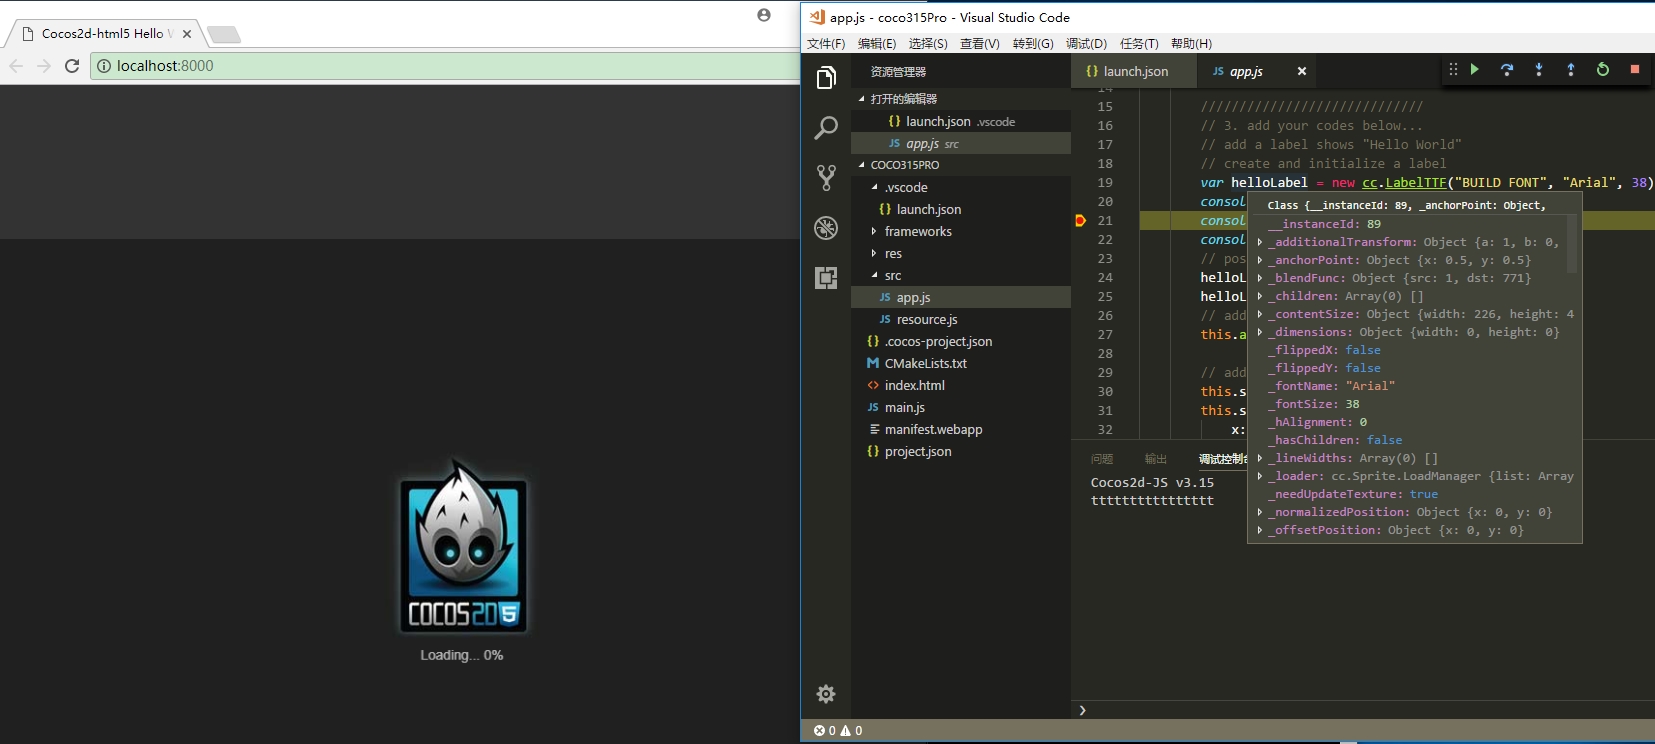 Cocos2d-html5 Hello W
localhost:8000
COCOS2D 5
Loading... 0%
app.js - coco315Pro - Visual Studio Code
文件(F) 编辑(E) 选择(S) 查看(V) 转到(G) 调试(D) 任务(T) 帮助(H)
资源管理器
打开的编辑器
{} launch.json .vscode
JS app.js src
COCO315PRO
.vscode
{} launch.json
frameworks
res
src
JS app.js
JS resource.js
{} .cocos-project.json
M CMakeLists.txt
<> index.html
JS main.js
manifest.webapp
{} project.json
{} launch.json
JS app.js
14
15 /////////////////////////////
16 // 3. add your codes below...
17 // add a label shows "Hello World"
18 // create and initialize a label
19 var helloLabel = new cc.LabelTTF("BUILD FONT", "Arial", 38)
20 consol
21 consol
22 consol
23 // pos
24 helloL
25 helloL
26 // add
27 this.a
28
29 // add
30 this.s
31 this.s
32 x:
Class {__instanceId: 89, _anchorPoint: Object,
__instanceId: 89
_additionalTransform: Object {a: 1, b: 0,
_anchorPoint: Object {x: 0.5, y: 0.5}
_blendFunc: Object {src: 1, dst: 771}
_children: Array(0) []
_contentSize: Object {width: 226, height: 4
_dimensions: Object {width: 0, height: 0}
_flippedX: false
_flippedY: false
_fontName: "Arial"
_fontSize: 38
_hAlignment: 0
_hasChildren: false
_lineWidths: Array(0) []
_loader: cc.Sprite.LoadManager {list: Array
_needUpdateTexture: true
_normalizedPosition: Object {x: 0, y: 0}
_offsetPosition: Object {x: 0, y: 0}
问题 输出 调试控制台
Cocos2d-JS v3.15
tttttttttttttttt
0 0